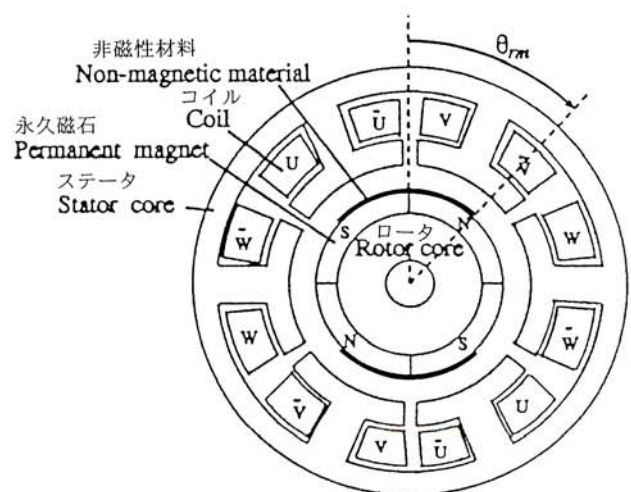 非磁性材料
Non-magnetic material
コイル
Coil
永久磁石
Permanent magnet
ステータ
Stator core
θrm
Ū
V
U
W̄
W
S
N
ロータ
Rotor core
W
W̄
N
S
V̄
U
V
Ū